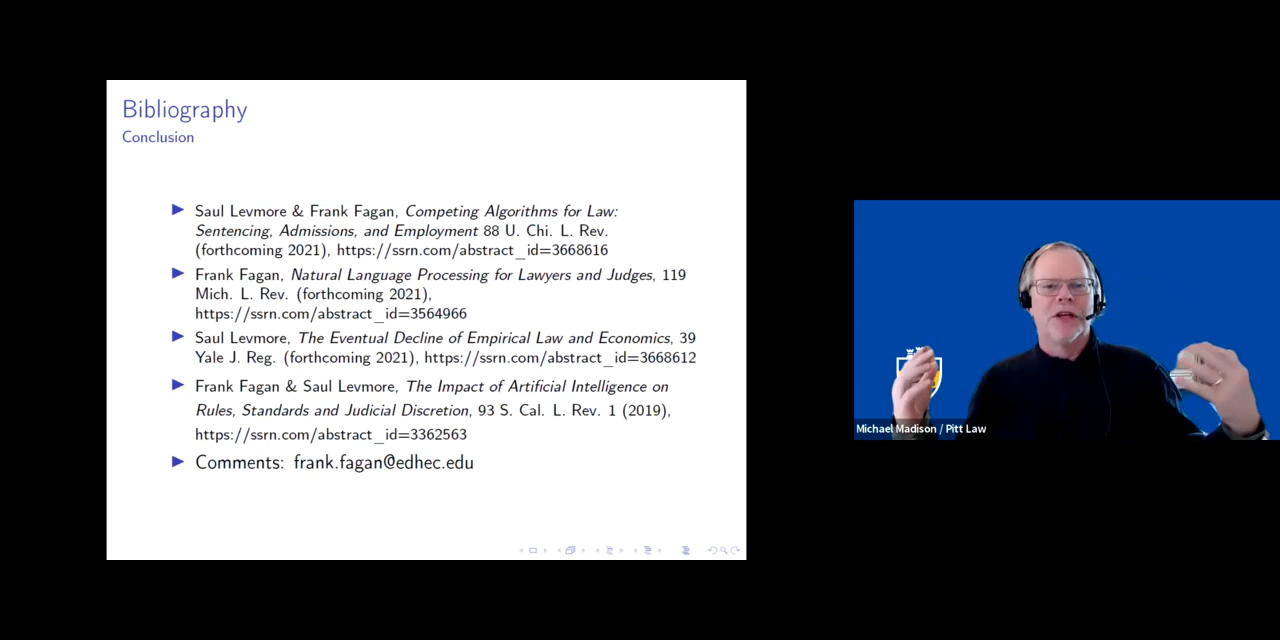 Bibliography
Conclusion
Saul Levmore & Frank Fagan, Competing Algorithms for Law:
Sentencing, Admissions, and Employment 88 U. Chi. L. Rev.
(forthcoming 2021), https://ssrn.com/abstract_id=3668616
Frank Fagan, Natural Language Processing for Lawyers and Judges, 119
Mich. L. Rev. (forthcoming 2021),
https://ssrn.com/abstract_id=3564966
Saul Levmore, The Eventual Decline of Empirical Law and Economics, 39
Yale J. Reg. (forthcoming 2021), https://ssrn.com/abstract_id=3668612
Frank Fagan & Saul Levmore, The Impact of Artificial Intelligence on
Rules, Standards and Judicial Discretion, 93 S. Cal. L. Rev. 1 (2019),
https://ssrn.com/abstract_id=3362563
Comments: frank.fagan@edhec.edu
Michael Madison / Pitt Law